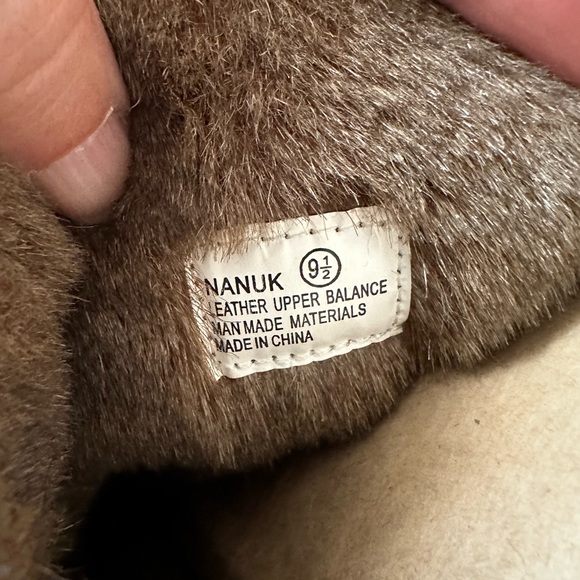 NANUK 9½
LEATHER UPPER BALANCE
MAN MADE MATERIALS
MADE IN CHINA